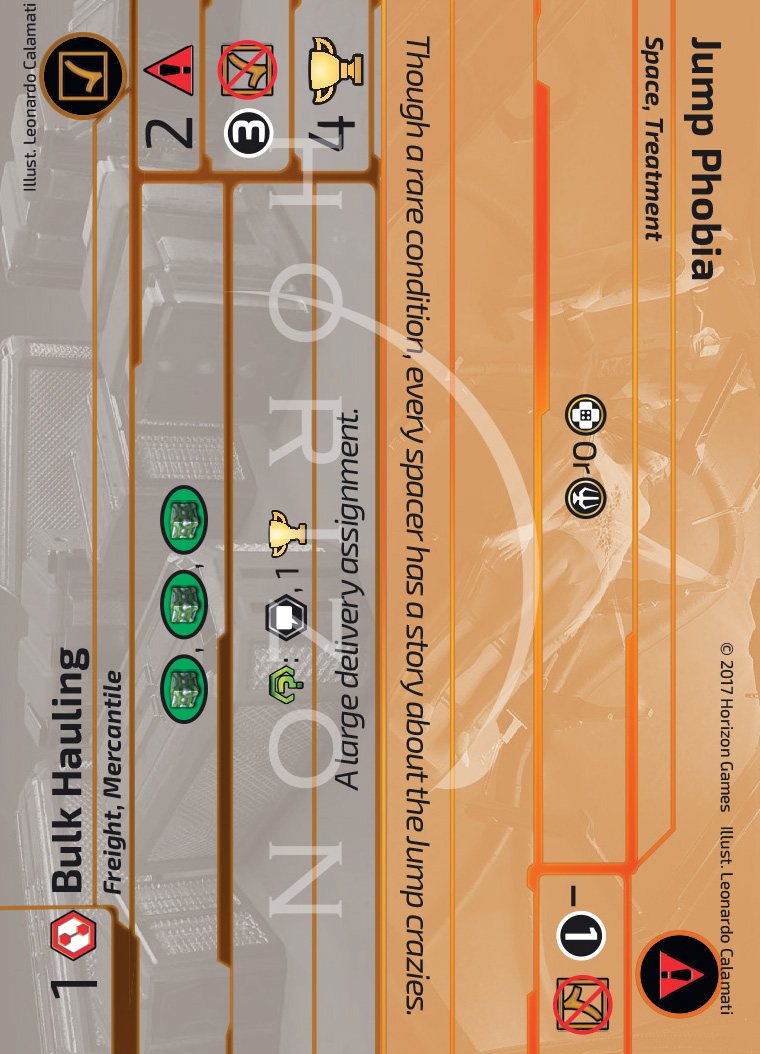 Jump Phobia
Space, Treatment
Or
– 1
Though a rare condition, every spacer has a story about the Jump crazies.
© 2017 Horizon Games Illust. Leonardo Calamati
1
Bulk Hauling
Freight, Mercantile
, ,
: , 1
A large delivery assignment.
2
3
4
Illust. Leonardo Calamati
HORIZON